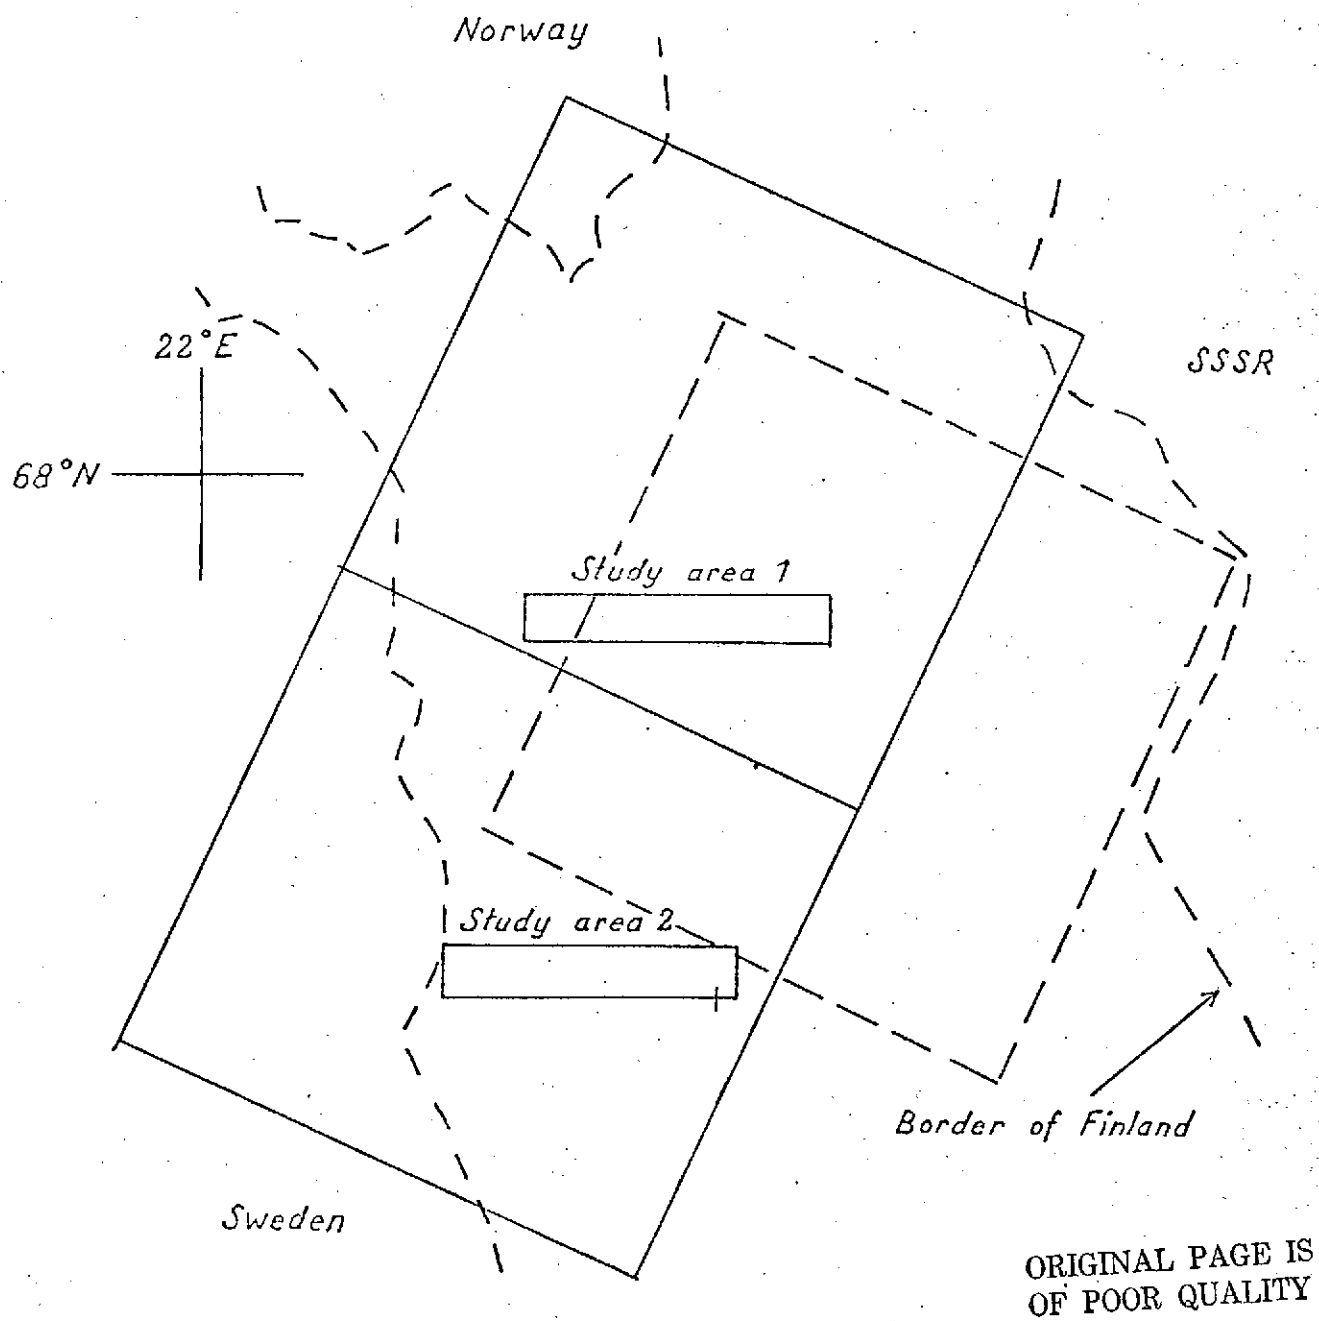 Norway
22°E
SSSR
68°N
Study area 1
Study area 2
Border of Finland
Sweden
ORIGINAL PAGE IS
OF POOR QUALITY